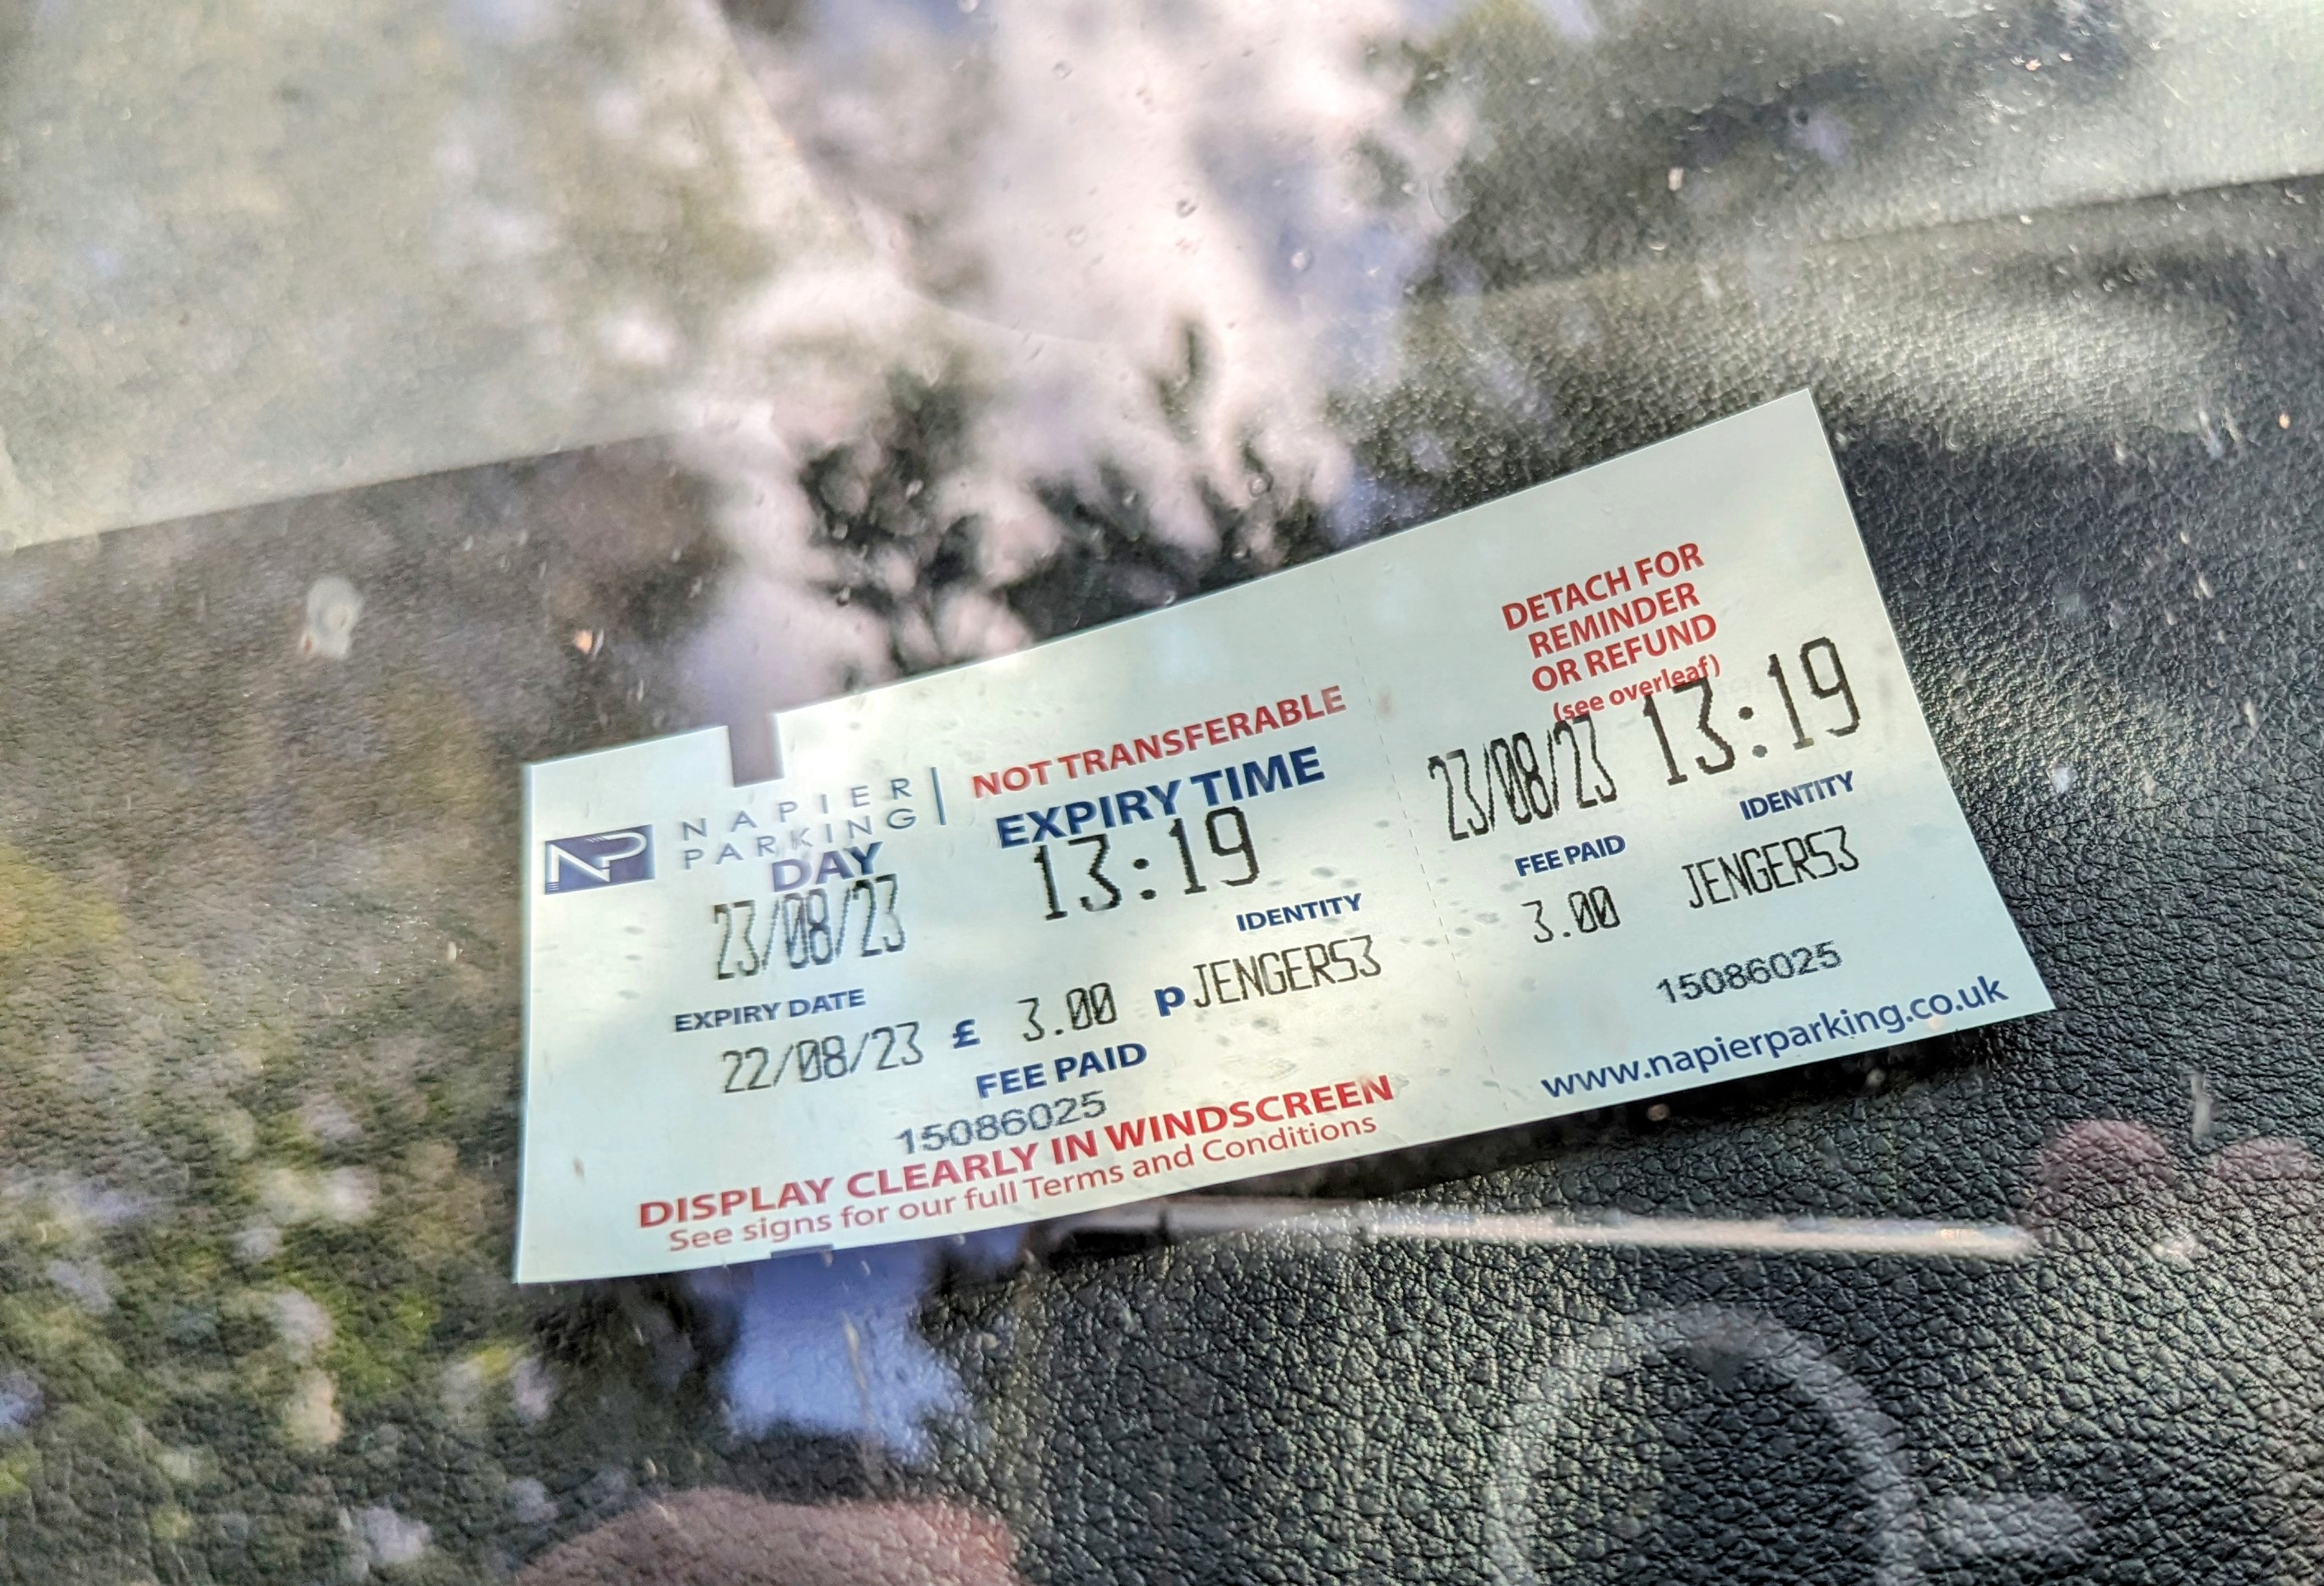 NP
NAPIER
PARKING
NOT TRANSFERABLE
DAY
EXPIRY TIME
23/08/23
13:19
EXPIRY DATE
IDENTITY
22/08/23 £ 3.00 p JENGER53
FEE PAID
15086025
DISPLAY CLEARLY IN WINDSCREEN
See signs for our full Terms and Conditions
DETACH FOR
REMINDER
OR REFUND
(see overleaf)
23/08/23 13:19
FEE PAID
IDENTITY
3.00
JENGER53
15086025
www.napierparking.co.uk